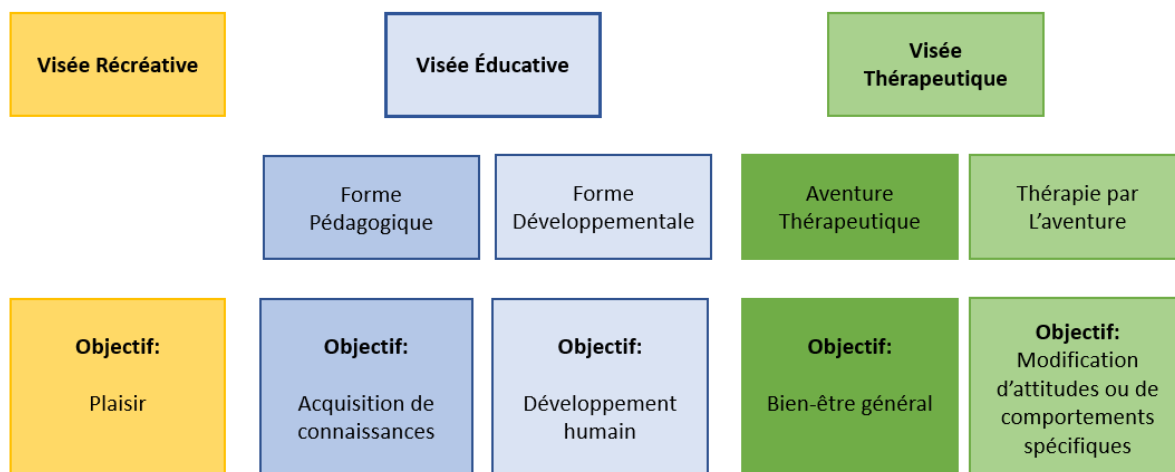 Visée Récréative
Visée Éducative
Visée
Thérapeutique
Forme
Pédagogique
Forme
Développementale
Aventure
Thérapeutique
Thérapie par
L'aventure
Objectif:
Plaisir
Objectif:
Acquisition de
connaissances
Objectif:
Développement
humain
Objectif:
Bien-être général
Objectif:
Modification
d'attitudes ou de
comportements
spécifiques